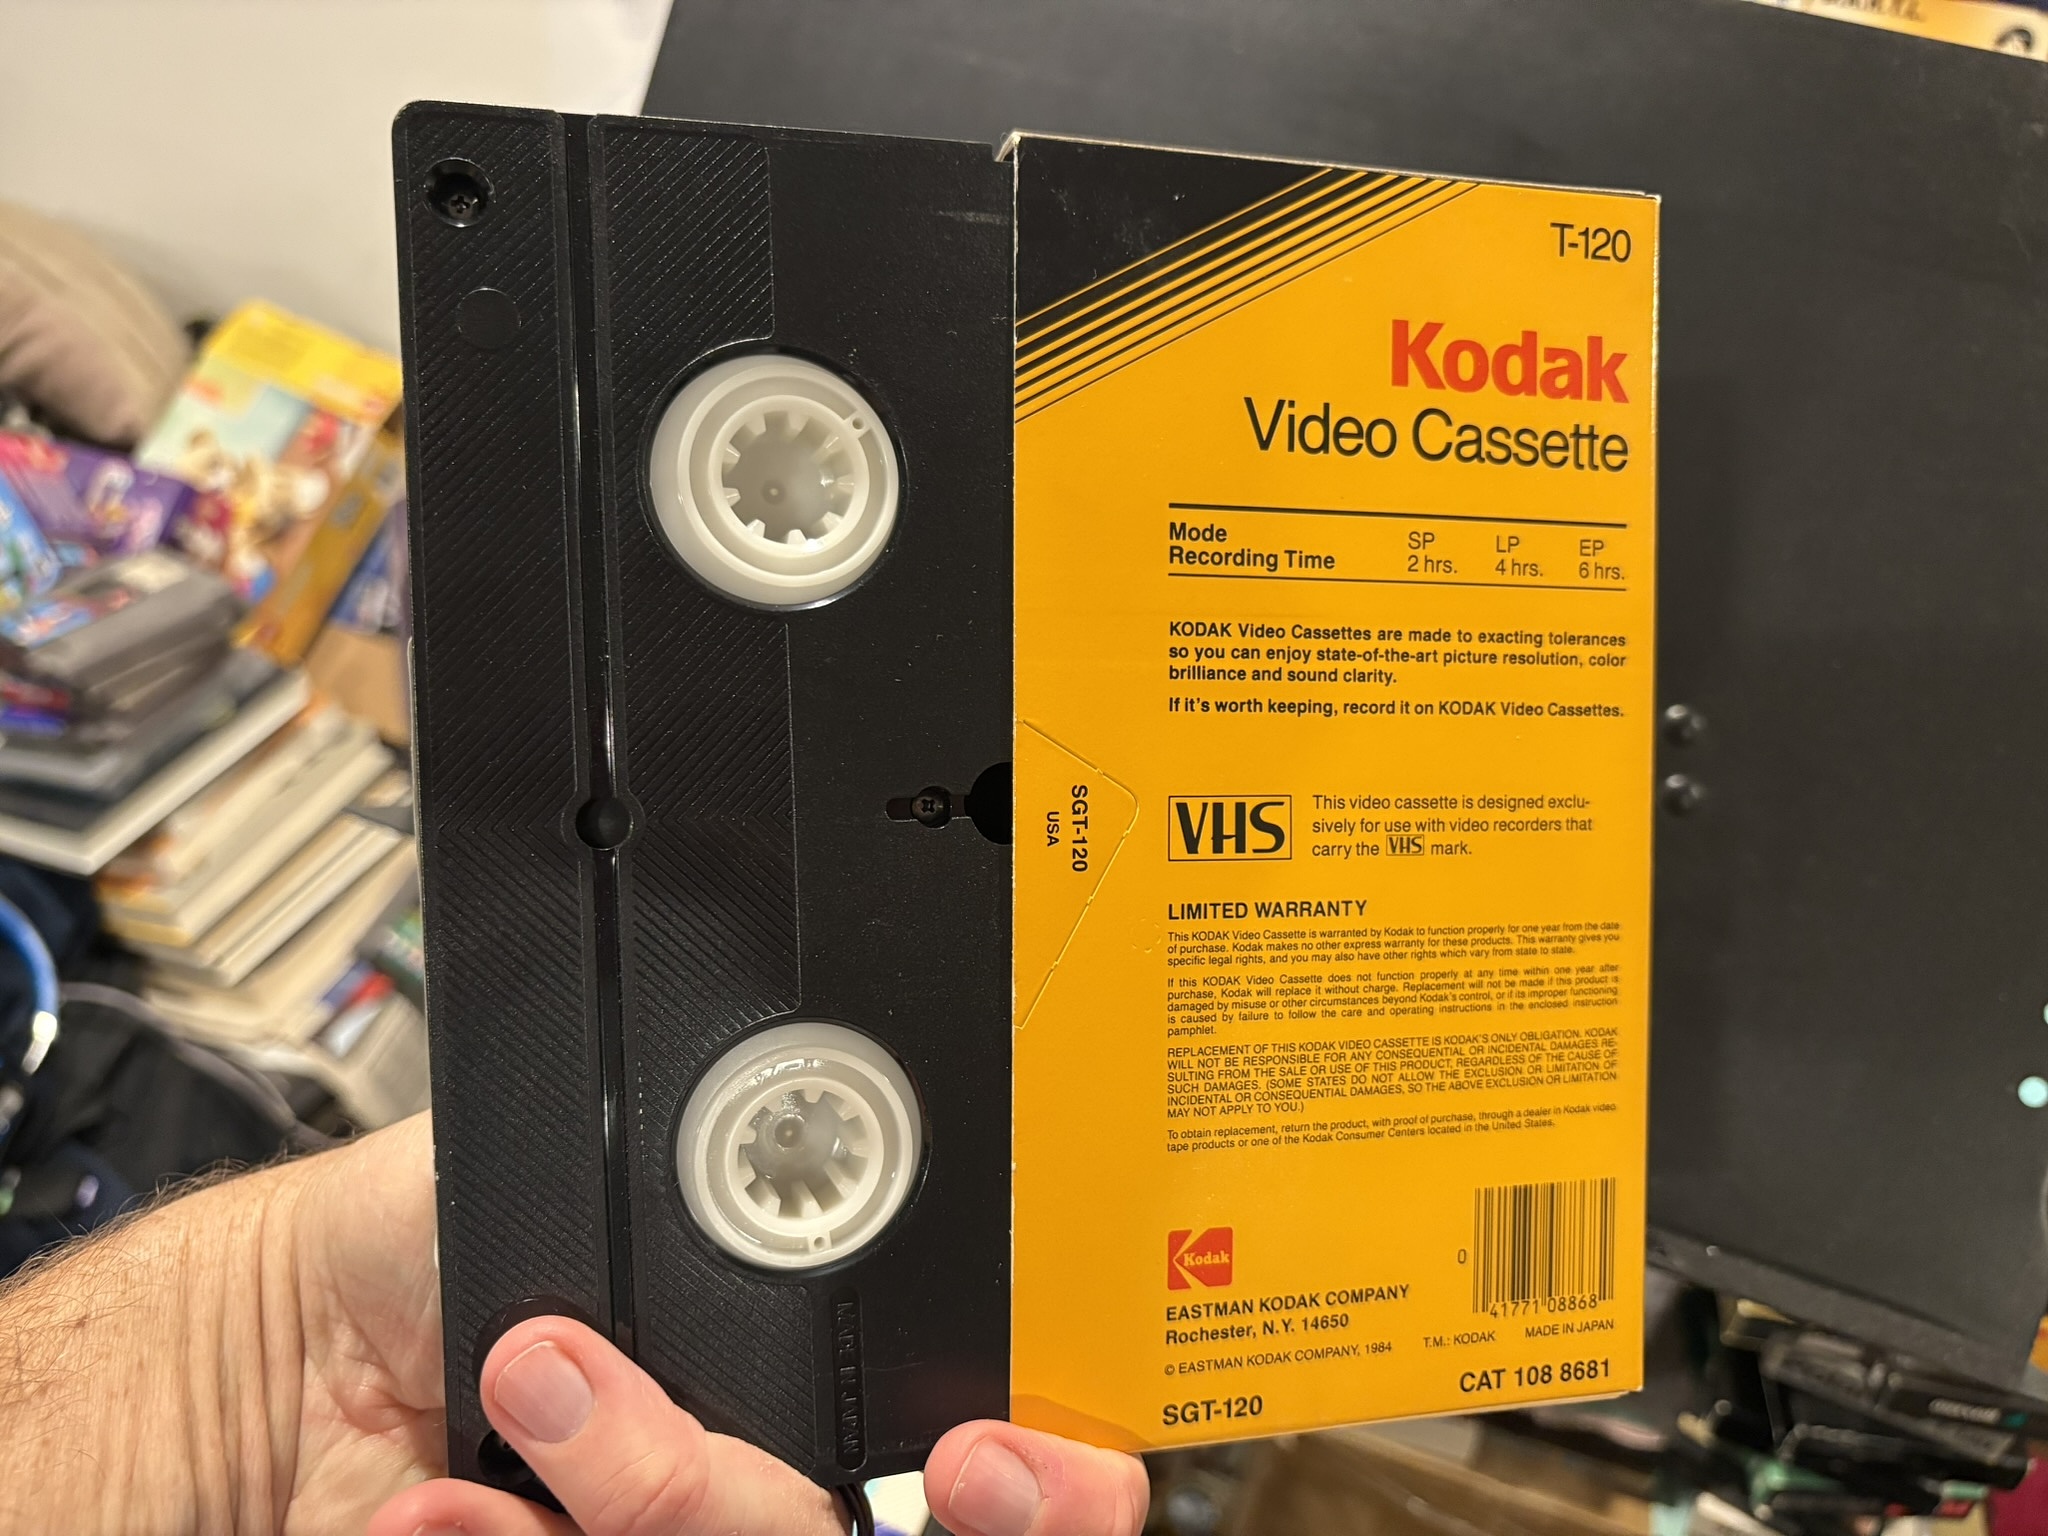 T-120
Kodak
Video Cassette
Mode SP LP EP
Recording Time 2 hrs. 4 hrs. 6 hrs.
KODAK Video Cassettes are made to exacting tolerances
so you can enjoy state-of-the-art picture resolution, color
brilliance and sound clarity.
If it's worth keeping, record it on KODAK Video Cassettes.
SGT-120
USA
VHS
This video cassette is designed exclu-
sively for use with video recorders that
carry the VHS mark.
LIMITED WARRANTY
This KODAK Video Cassette is warranted by Kodak to function properly for one year from the date
of purchase. Kodak makes no other express warranty for these products. This warranty gives you
specific legal rights, and you may also have other rights which vary from state to state.
If this KODAK Video Cassette does not function properly at any time within one year after
purchase, Kodak will replace it without charge. Replacement will not be made if this product is
damaged by misuse or other circumstances beyond Kodak's control, or if its improper functioning
is caused by failure to follow the care and operating instructions in the enclosed instruction
pamphlet.
REPLACEMENT OF THIS KODAK VIDEO CASSETTE IS KODAK'S ONLY OBLIGATION. KODAK
WILL NOT BE RESPONSIBLE FOR ANY CONSEQUENTIAL OR INCIDENTAL DAMAGES RE-
SULTING FROM THE SALE OR USE OF THIS PRODUCT, REGARDLESS OF THE CAUSE OF
SUCH DAMAGES. (SOME STATES DO NOT ALLOW THE EXCLUSION OR LIMITATION OF
INCIDENTAL OR CONSEQUENTIAL DAMAGES, SO THE ABOVE EXCLUSION OR LIMITATION
MAY NOT APPLY TO YOU.)
To obtain replacement, return the product, with proof of purchase, through a dealer in Kodak video
tape products or one of the Kodak Consumer Centers located in the United States.
Kodak
0 41771 08868
EASTMAN KODAK COMPANY
Rochester, N.Y. 14650
T.M.: KODAK MADE IN JAPAN
© EASTMAN KODAK COMPANY, 1984
SGT-120 CAT 108 8681
MADE IN JAPAN